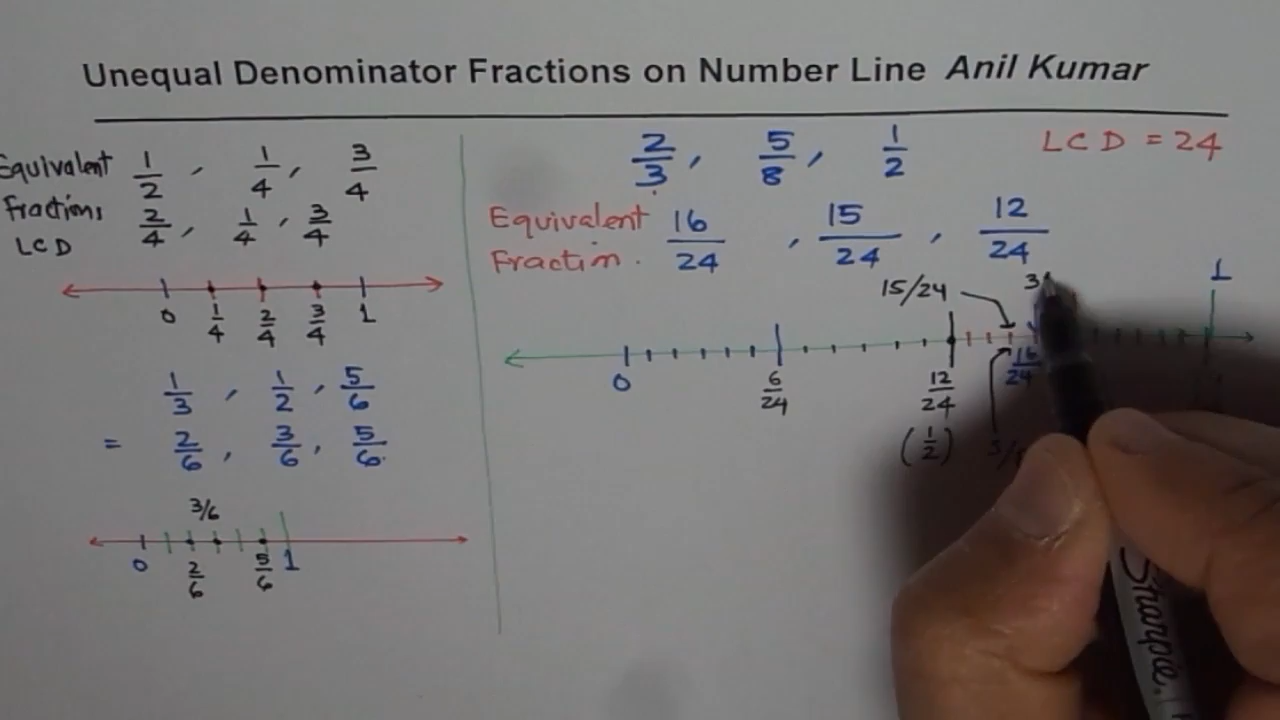 Unequal Denominator Fractions on Number Line Anil Kumar
Equivalent 1/2 , 1/4 , 3/4
Fractions 2/4 , 1/4 , 3/4
LCD
0 1/4 2/4 3/4 1
1/3 , 1/2 , 5/6
= 2/6 , 3/6 , 5/6.
3/6
0 2/6 5/6 1
2/3 , 5/8 , 1/2 LCD = 24
Equivalent 16/24 , 15/24 , 12/24
Fraction .
15/24 1
0 6/24 12/24 16/24
(1/2)
Sharpie.